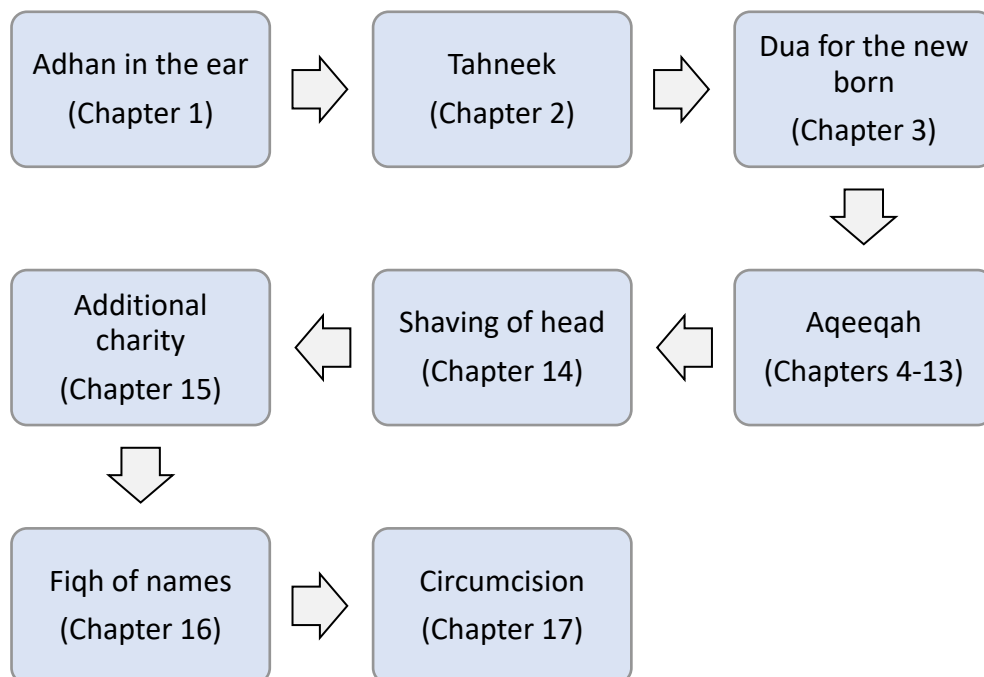 Adhan in the ear
(Chapter 1)
Tahneek
(Chapter 2)
Dua for the new
born
(Chapter 3)
Aqeeqah
(Chapters 4-13)
Shaving of head
(Chapter 14)
Additional
charity
(Chapter 15)
Fiqh of names
(Chapter 16)
Circumcision
(Chapter 17)